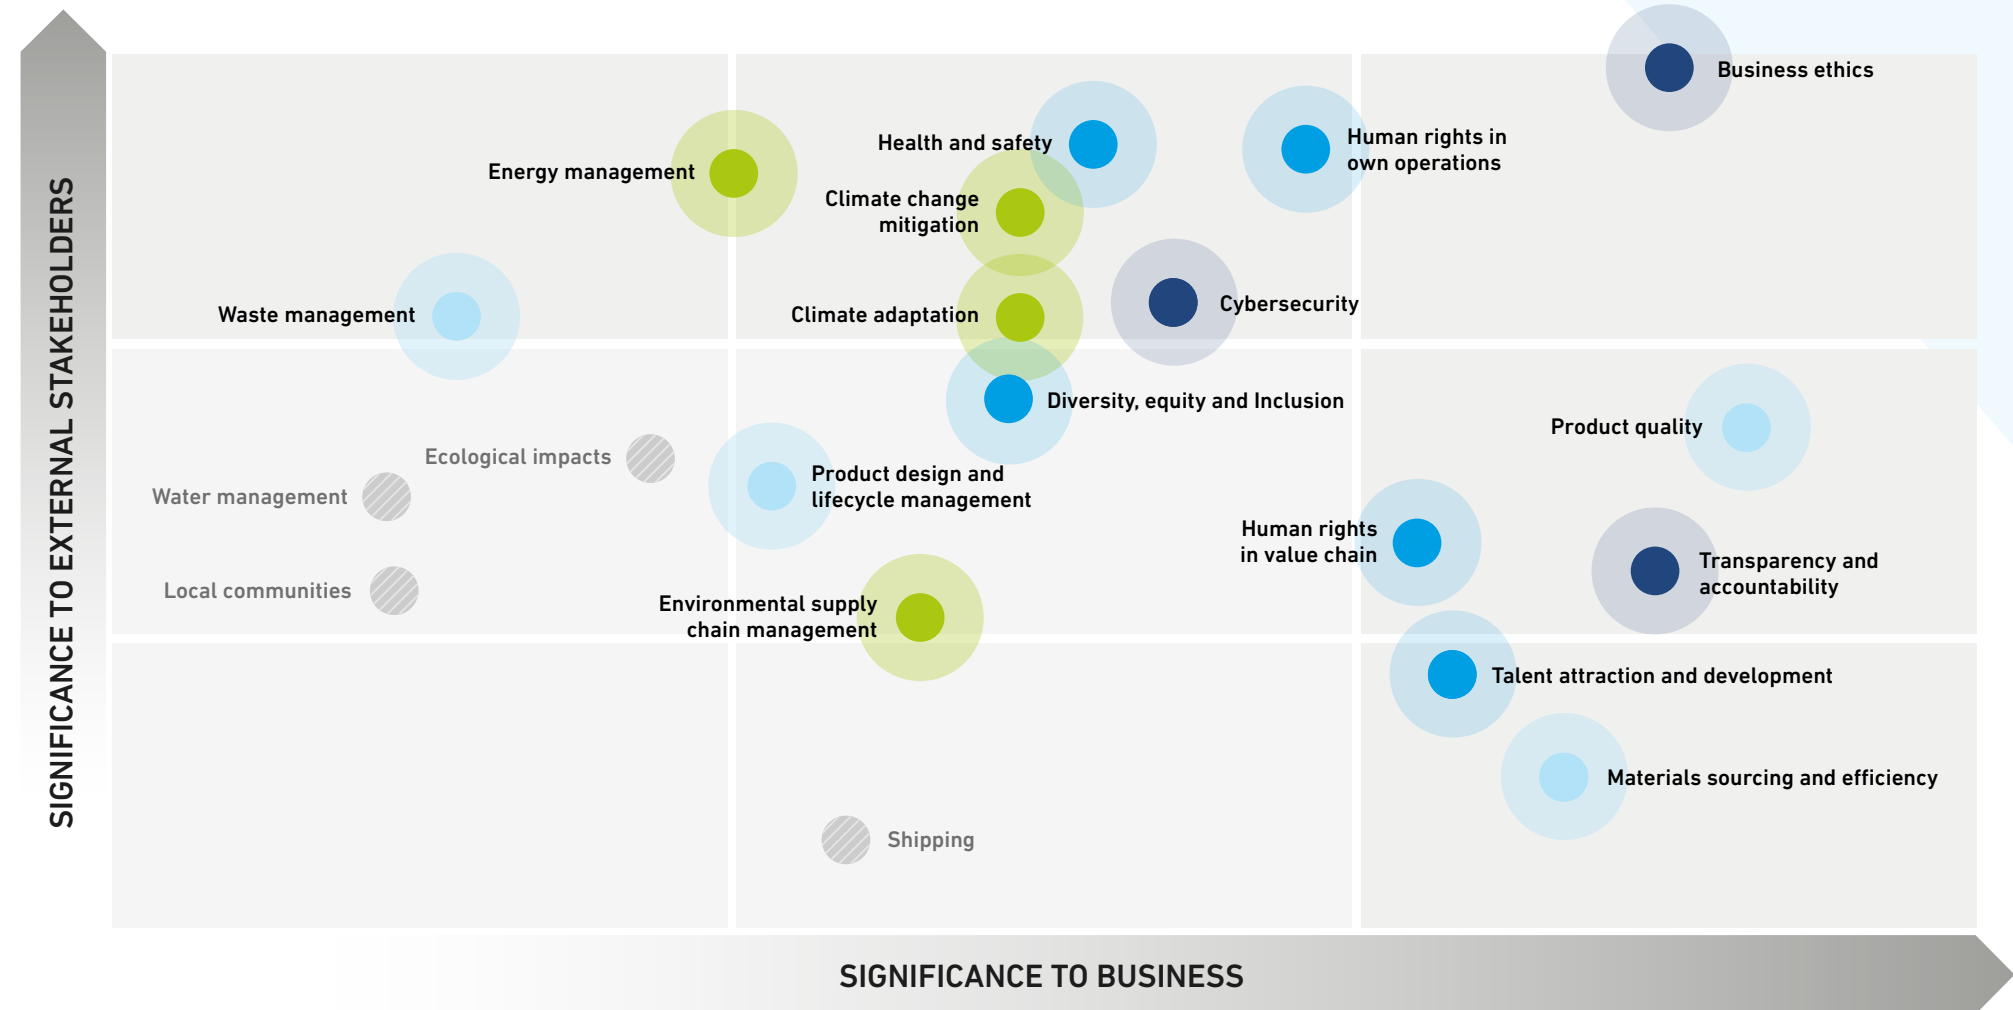 SIGNIFICANCE TO EXTERNAL STAKEHOLDERS
Business ethics
Health and safety
Human rights in
own operations
Energy management
Climate change
mitigation
Waste management
Climate adaptation
Cybersecurity
Diversity, equity and Inclusion
Product quality
Ecological impacts
Product design and
lifecycle management
Water management
Human rights
in value chain
Transparency and
accountability
Local communities
Environmental supply
chain management
Talent attraction and development
Materials sourcing and efficiency
Shipping
SIGNIFICANCE TO BUSINESS